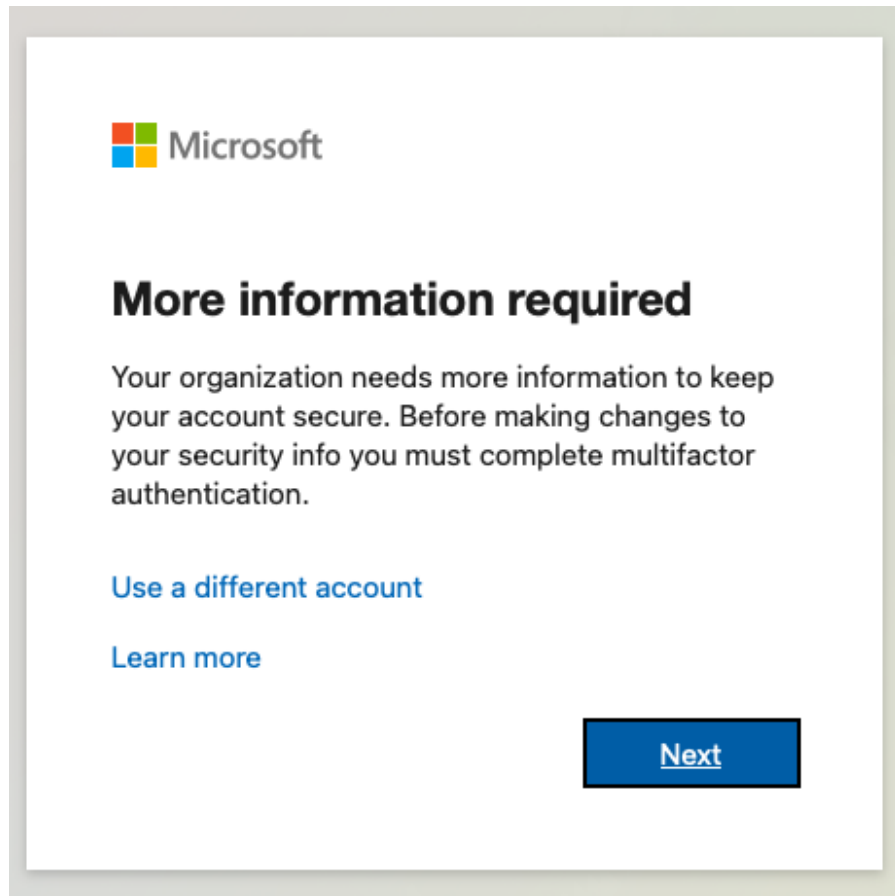 Microsoft
More information required
Your organization needs more information to keep
your account secure. Before making changes to
your security info you must complete multifactor
authentication.
Use a different account
Learn more
Next